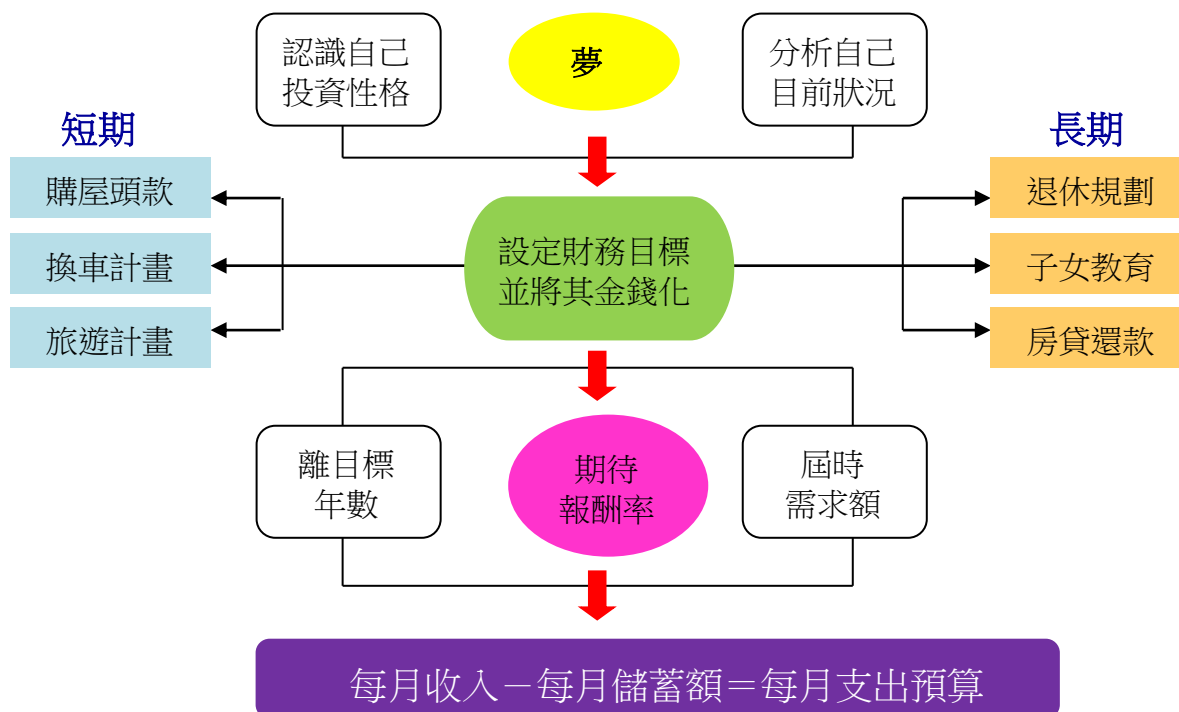 認識自己
投資性格
夢
分析自己
目前狀況
短期
長期
購屋頭款
換車計畫
旅遊計畫
設定財務目標
並將其金錢化
退休規劃
子女教育
房貸還款
離目標
年數
期待
報酬率
屆時
需求額
每月收入－每月儲蓄額＝每月支出預算